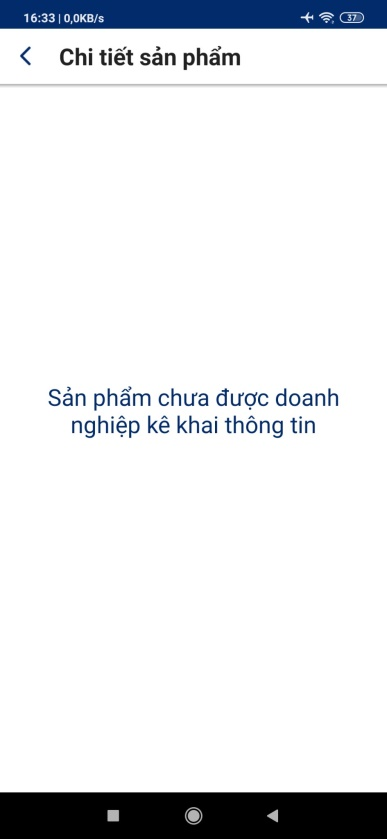 16:33 | 0,0KB/s
37
Chi tiết sản phẩm
Sản phẩm chưa được doanh
nghiệp kê khai thông tin